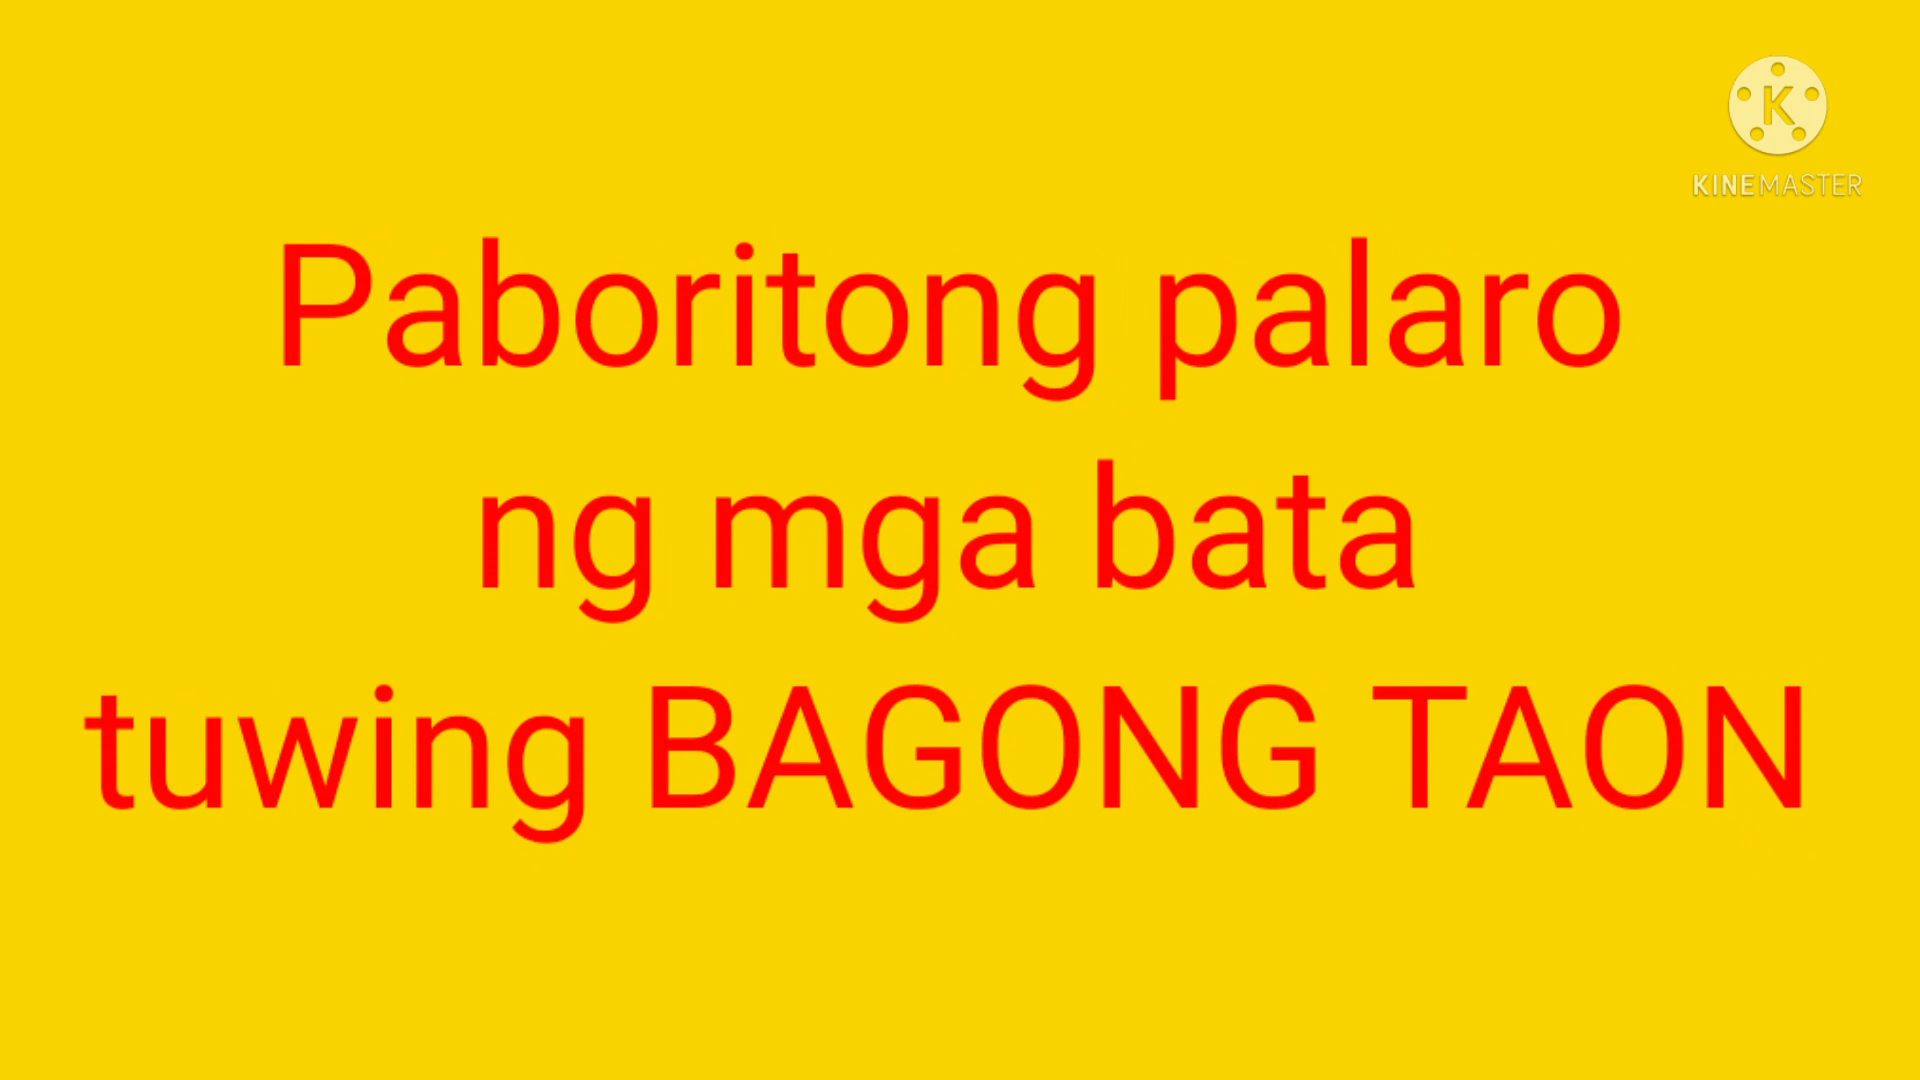 K
KINEMASTER
Paboritong palaro
ng mga bata
tuwing BAGONG TAON